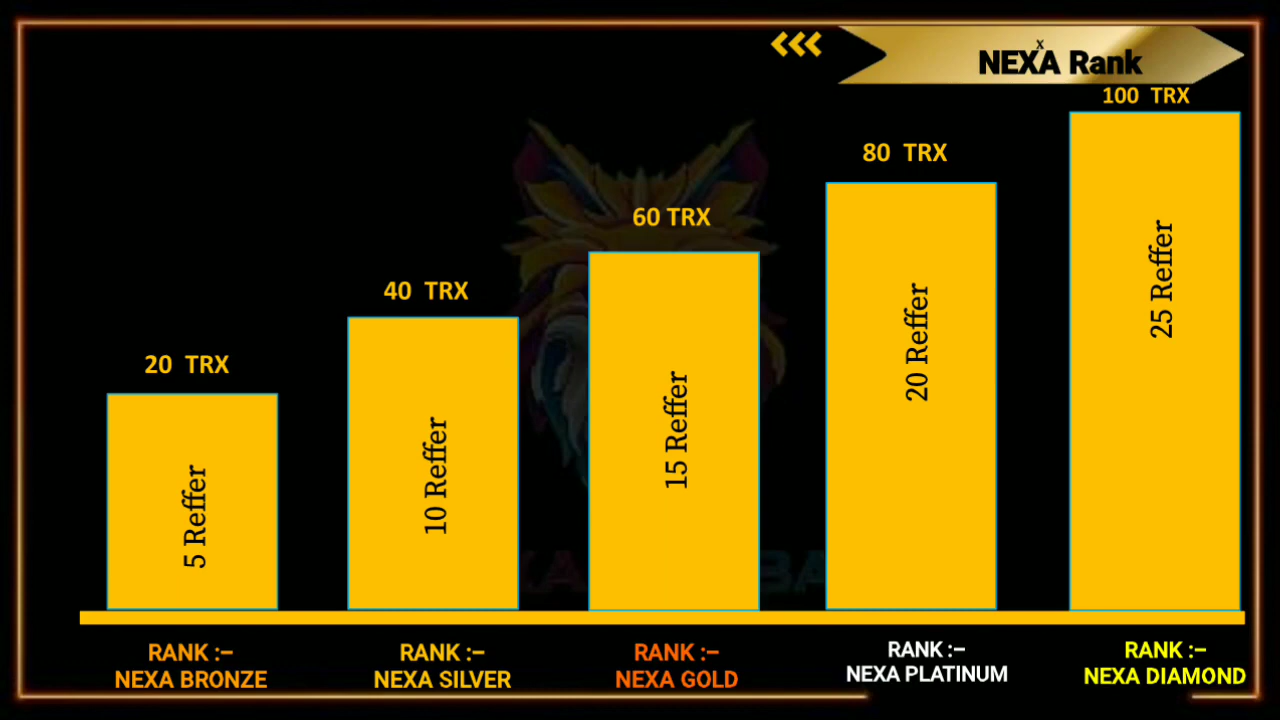 x
NEXA Rank
100 TRX
80 TRX
60 TRX
40 TRX
20 TRX
5 Reffer
10 Reffer
15 Reffer
20 Reffer
25 Reffer
RANK :–
NEXA BRONZE
RANK :–
NEXA SILVER
RANK :–
NEXA GOLD
RANK :–
NEXA PLATINUM
RANK :–
NEXA DIAMOND